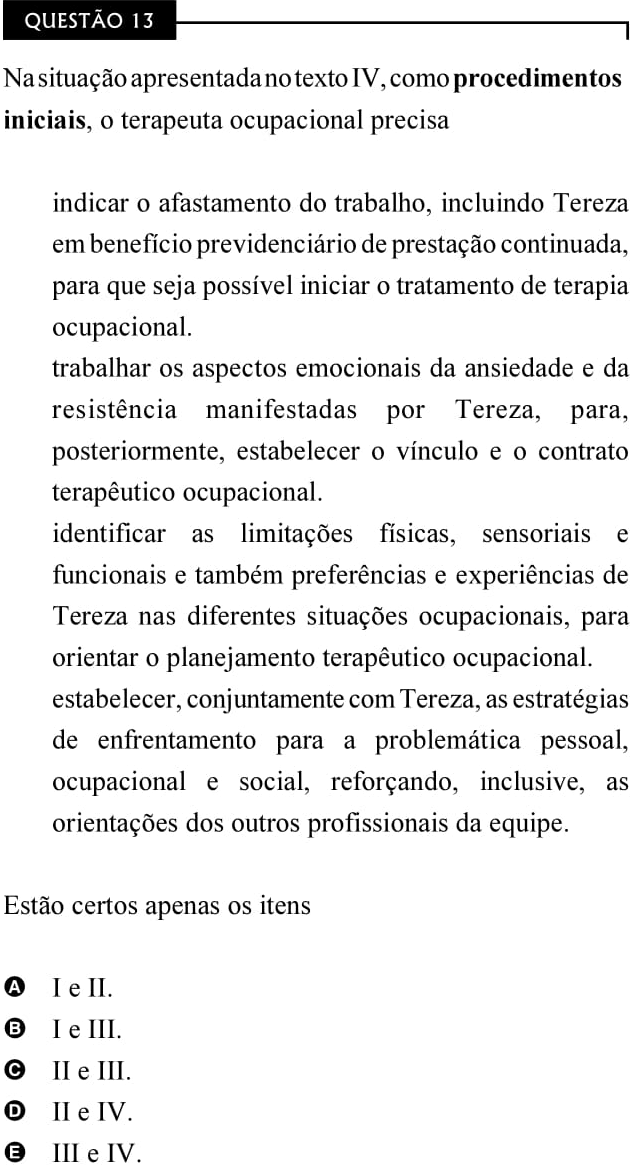 QUESTÃO 13
Na situação apresentada no texto IV, como procedimentos
iniciais, o terapeuta ocupacional precisa
indicar o afastamento do trabalho, incluindo Tereza
em benefício previdenciário de prestação continuada,
para que seja possível iniciar o tratamento de terapia
ocupacional.
trabalhar os aspectos emocionais da ansiedade e da
resistência manifestadas por Tereza, para,
posteriormente, estabelecer o vínculo e o contrato
terapêutico ocupacional.
identificar as limitações físicas, sensoriais e
funcionais e também preferências e experiências de
Tereza nas diferentes situações ocupacionais, para
orientar o planejamento terapêutico ocupacional.
estabelecer, conjuntamente com Tereza, as estratégias
de enfrentamento para a problemática pessoal,
ocupacional e social, reforçando, inclusive, as
orientações dos outros profissionais da equipe.
Estão certos apenas os itens
A I e II.
B I e III.
C II e III.
D II e IV.
E III e IV.